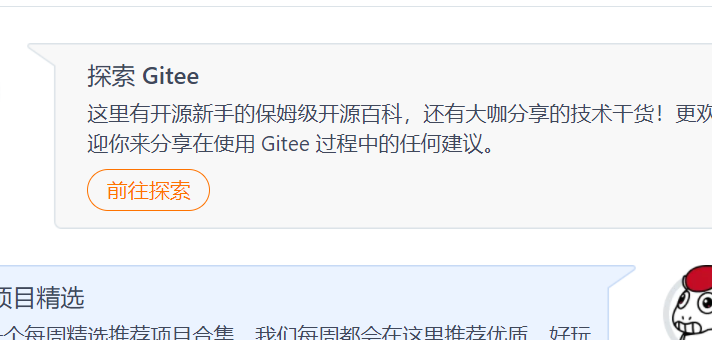 探索 Gitee
这里有开源新手的保姆级开源百科，还有大咖分享的技术干货！更欢
迎你来分享在使用 Gitee 过程中的任何建议。
前往探索
项目精选
一个每周精选推荐项目合集，我们每周都会在这里推荐优质、好玩